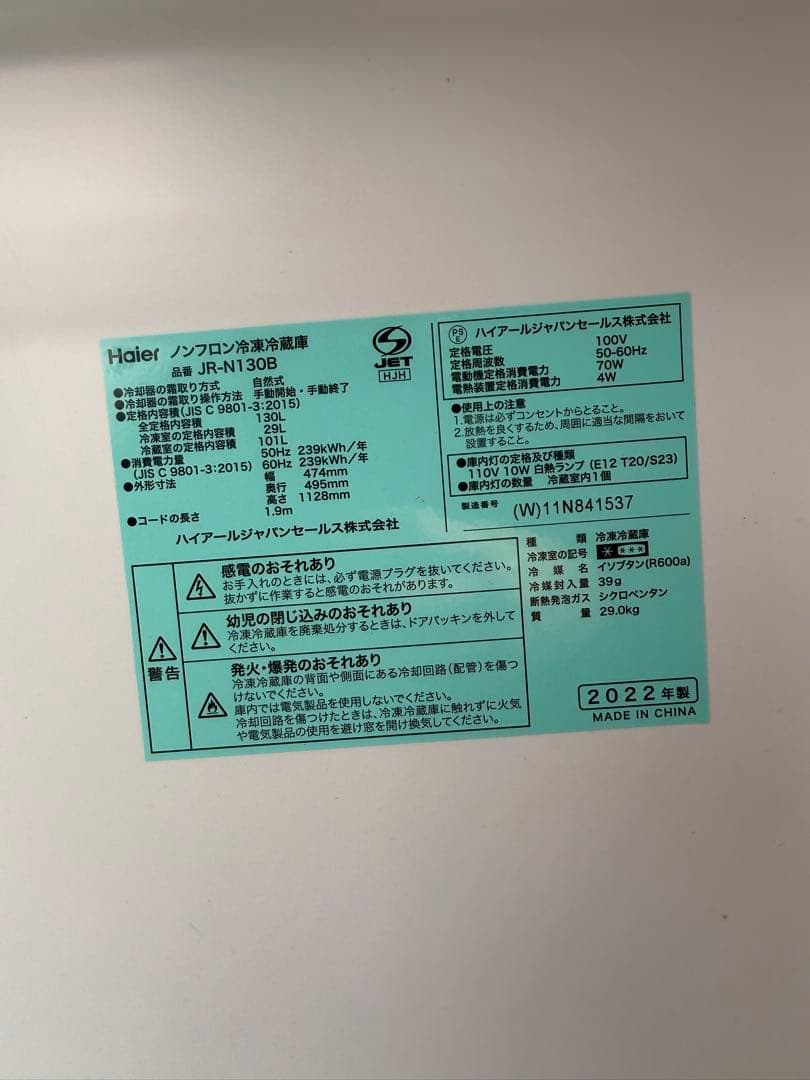 Haier ノンフロン冷凍冷蔵庫
品番 JR-N130B
JET
HJH
●冷却器の霜取り方式 自然式
●冷却器の霜取り操作方法 手動開始・手動終了
●定格内容積(JIS C 9801-3:2015)
全定格内容積 130L
冷凍室の定格内容積 29L
冷蔵室の定格内容積 101L
●消費電力量 50Hz 239kWh/年
(JIS C 9801-3:2015) 60Hz 239kWh/年
●外形寸法 幅 474mm
奥行 495mm
高さ 1128mm
●コードの長さ 1.9m
ハイアールジャパンセールス株式会社
PSE ハイアールジャパンセールス株式会社
定格電圧 100V
定格周波数 50-60Hz
電動機定格消費電力 70W
電熱装置定格消費電力 4W
●使用上の注意
1.電源は必ずコンセントからとること。
2.放熱を良くするため、周囲に適当な間隔をおいて
設置すること。
●庫内灯の定格及び種類
110V 10W 白熱ランプ (E12 T20/S23)
●庫内灯の数量 冷蔵室内1個
製造番号 (W)11N841537
警告
感電のおそれあり
お手入れのときには、必ず電源プラグを抜いてください。
抜かずに作業すると感電のおそれがあります。
幼児の閉じ込みのおそれあり
冷凍冷蔵庫を廃棄処分するときは、ドアパッキンを外して
ください。
発火・爆発のおそれあり
冷凍冷蔵庫の背面や側面にある冷却回路(配管)を傷つ
けないでください。
庫内では電気製品を使用しないでください。
冷却回路を傷つけたときは、冷凍冷蔵庫に触れずに火気
や電気製品の使用を避け窓を開け換気してください。
種類 冷凍冷蔵庫
冷凍室の記号 * ***
冷媒名 イソブタン(R600a)
冷媒封入量 39g
断熱発泡ガス シクロペンタン
質量 29.0kg
2022年製
MADE IN CHINA